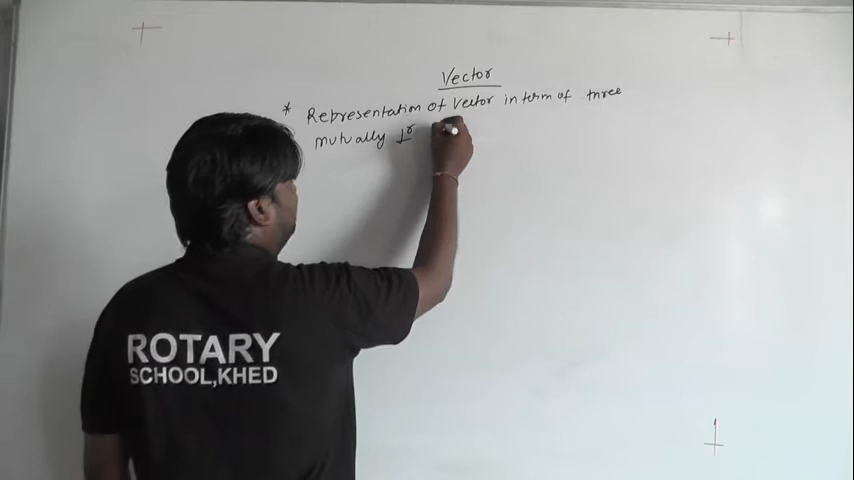 Vector
* Representation of Vector in term of three
mutually ⊥r
ROTARY
SCHOOL,KHED